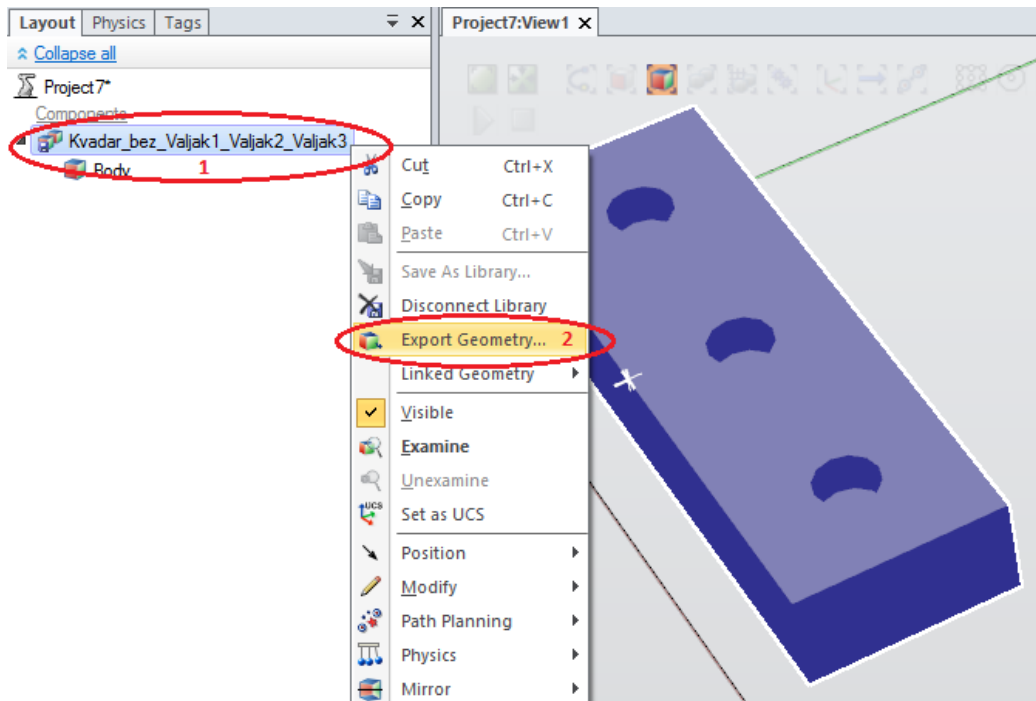 Layout Physics Tags
Project7:View1
Collapse all
Project7*
Components
Kvadar_bez_Valjak1_Valjak2_Valjak3
Body
1
Cut Ctrl+X
Copy Ctrl+C
Paste Ctrl+V
Save As Library...
Disconnect Library
Export Geometry... 2
Linked Geometry
Visible
Examine
Unexamine
UCS Set as UCS
Position
Modify
Path Planning
Physics
Mirror